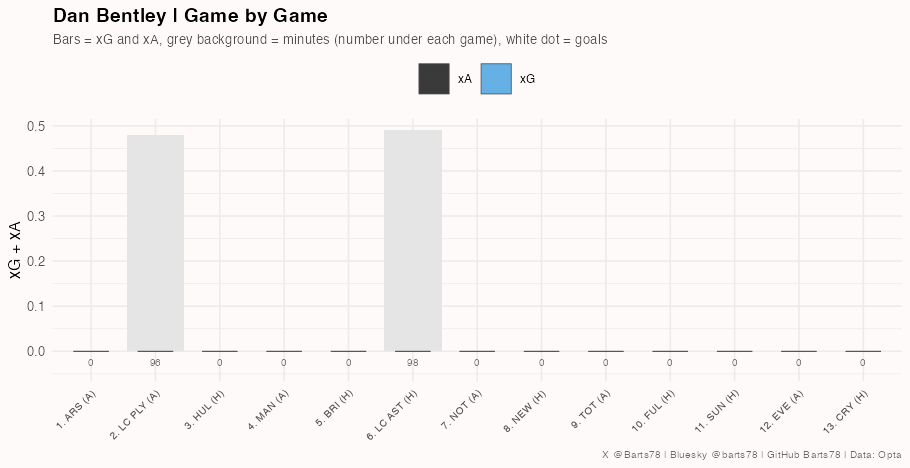 Dan Bentley | Game by Game
Bars = xG and xA, grey background = minutes (number under each game), white dot = goals
xA xG
xG + xA
0.5
0.4
0.3
0.2
0.1
0.0
0 96 0 0 0 98 0 0 0 0 0 0 0
1. ARS (A)
2. LC PLY (A)
3. HUL (H)
4. MAN (A)
5. BRI (H)
6. LC AST (H)
7. NOT (A)
8. NEW (H)
9. TOT (A)
10. FUL (H)
11. SUN (H)
12. EVE (A)
13. CRY (H)
X @Barts78 | Bluesky @barts78 | GitHub Barts78 | Data: Opta